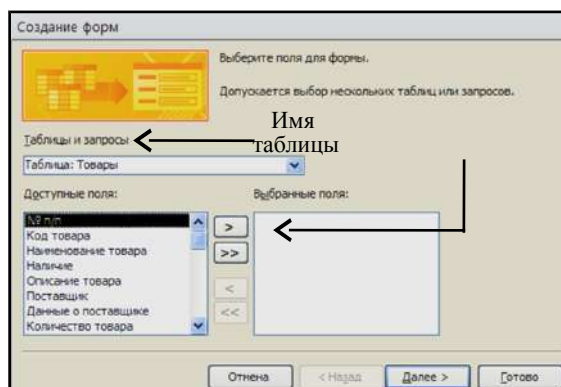 Создание форм
Выберите поля для формы.
Допускается выбор нескольких таблиц или запросов.
Имя
таблицы
Таблицы и запросы
Таблица: Товары
Доступные поля:
Выбранные поля:
№ п/п
Код товара
Наименование товара
Наличие
Описание товара
Поставщик
Данные о поставщике
Количество товара
>
>>
<
<<
Отмена
< Назад
Далее >
Готово